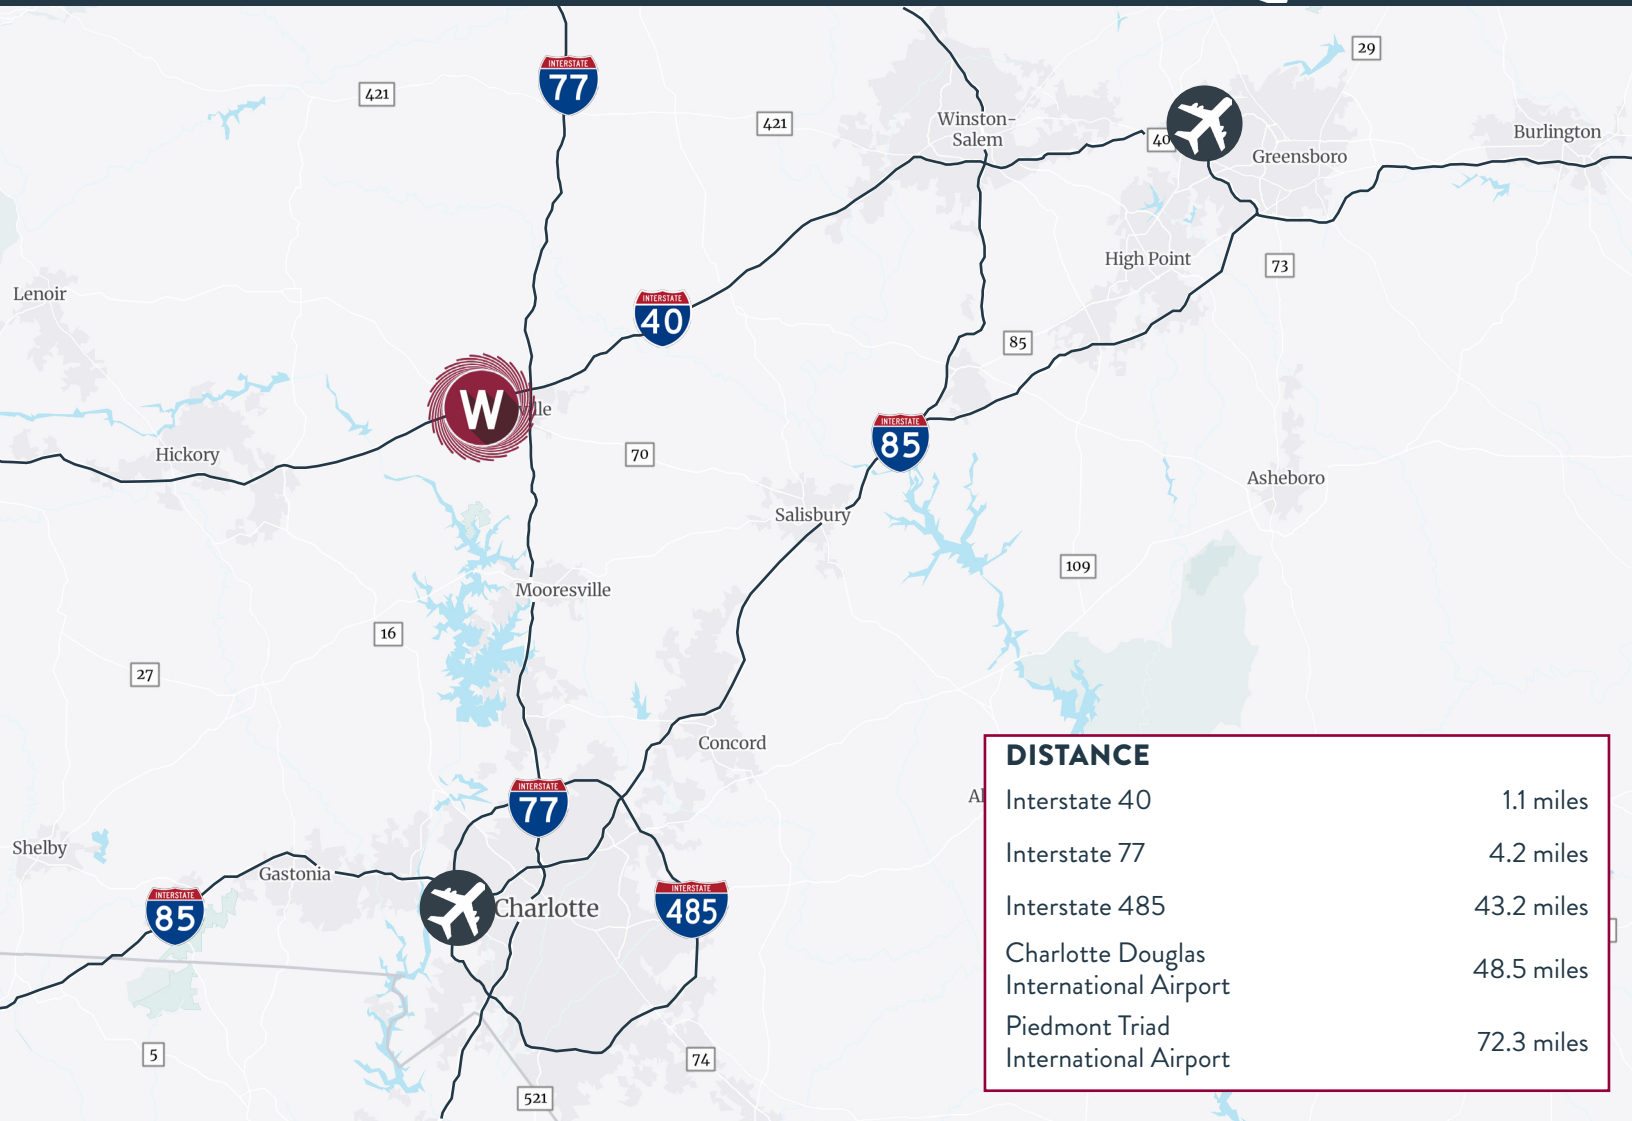 INTERSTATE
77
29
421
421
Winston-
Salem
40
Greensboro
Burlington
High Point
73
Lenoir
INTERSTATE
40
85
W
ville
INTERSTATE
85
Hickory
70
Asheboro
Salisbury
109
Mooresville
16
27
Concord
INTERSTATE
77
Shelby
Gastonia
INTERSTATE
85
Charlotte
INTERSTATE
485
5
74
521
DISTANCE
Interstate 40 1.1 miles
Interstate 77 4.2 miles
Interstate 485 43.2 miles
Charlotte Douglas
International Airport 48.5 miles
Piedmont Triad
International Airport 72.3 miles